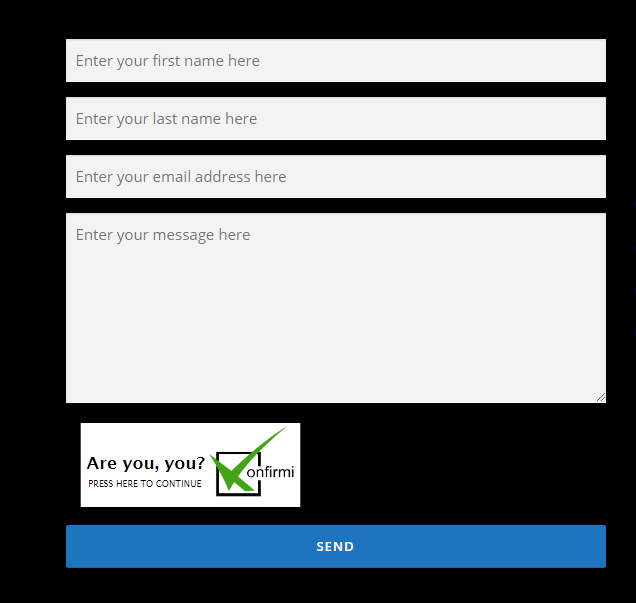 Enter your first name here
Enter your last name here
Enter your email address here
Enter your message here
Are you, you?
PRESS HERE TO CONTINUE
onfirmi
SEND